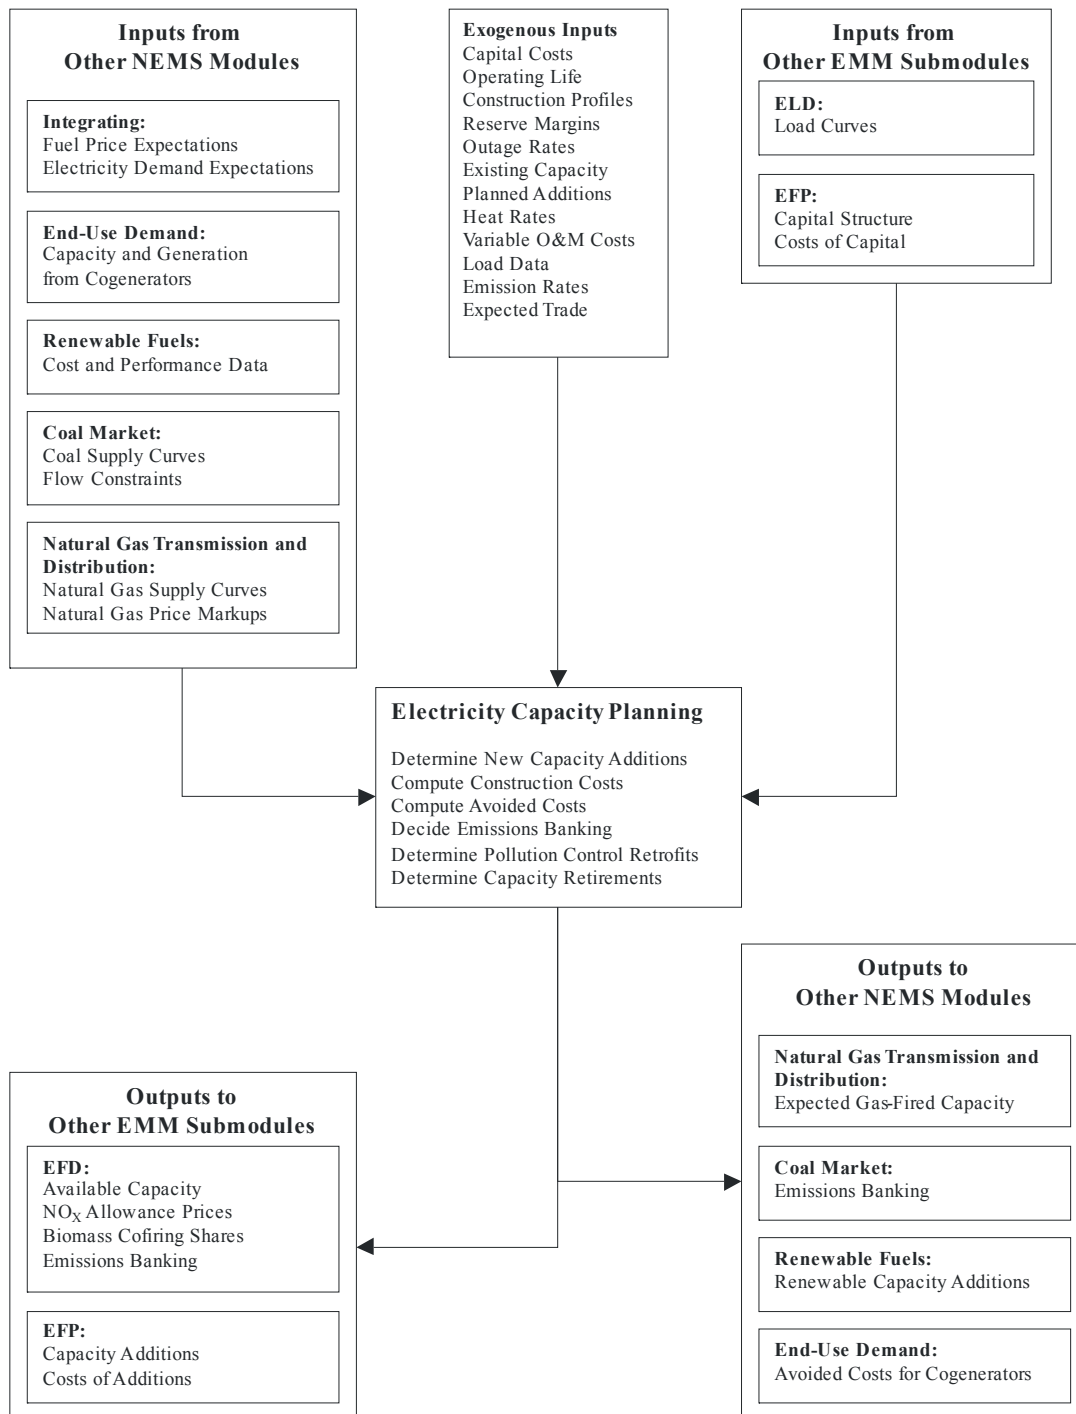 Inputs from
Other NEMS Modules
Integrating:
Fuel Price Expectations
Electricity Demand Expectations
End-Use Demand:
Capacity and Generation
from Cogenerators
Renewable Fuels:
Cost and Performance Data
Coal Market:
Coal Supply Curves
Flow Constraints
Natural Gas Transmission and
Distribution:
Natural Gas Supply Curves
Natural Gas Price Markups
Exogenous Inputs
Capital Costs
Operating Life
Construction Profiles
Reserve Margins
Outage Rates
Existing Capacity
Planned Additions
Heat Rates
Variable O&M Costs
Load Data
Emission Rates
Expected Trade
Inputs from
Other EMM Submodules
ELD:
Load Curves
EFP:
Capital Structure
Costs of Capital
Electricity Capacity Planning
Determine New Capacity Additions
Compute Construction Costs
Compute Avoided Costs
Decide Emissions Banking
Determine Pollution Control Retrofits
Determine Capacity Retirements
Outputs to
Other EMM Submodules
EFD:
Available Capacity
NOX Allowance Prices
Biomass Cofiring Shares
Emissions Banking
EFP:
Capacity Additions
Costs of Additions
Outputs to
Other NEMS Modules
Natural Gas Transmission and
Distribution:
Expected Gas-Fired Capacity
Coal Market:
Emissions Banking
Renewable Fuels:
Renewable Capacity Additions
End-Use Demand:
Avoided Costs for Cogenerators